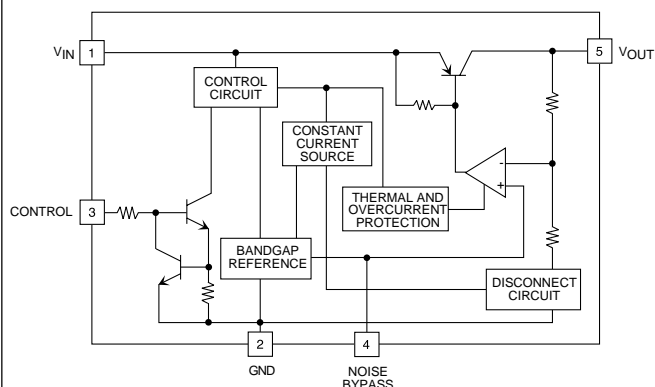 VIN 1
5 VOUT
CONTROL
CIRCUIT
CONSTANT
CURRENT
SOURCE
-
+
THERMAL AND
OVERCURRENT
PROTECTION
CONTROL 3
BANDGAP
REFERENCE
DISCONNECT
CIRCUIT
2
4
GND
NOISE
BYPASS